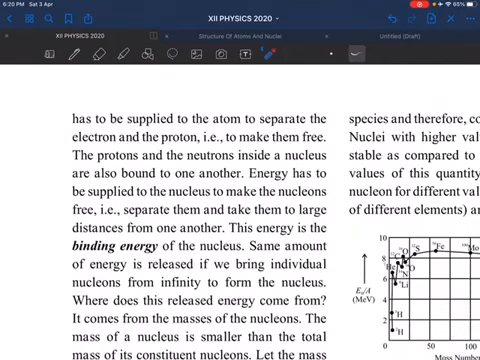 6:20 PM Sat 3 Apr
65%
XII PHYSICS 2020
XII PHYSICS 2020
Structure Of Atoms And Nuclei
Untitled (Draft)
has to be supplied to the atom to separate the
electron and the proton, i.e., to make them free.
The protons and the neutrons inside a nucleus
are also bound to one another. Energy has to
be supplied to the nucleus to make the nucleons
free, i.e., separate them and take them to large
distances from one another. This energy is the
binding energy of the nucleus. Same amount
of energy is released if we bring individual
nucleons from infinity to form the nucleus.
Where does this released energy come from?
It comes from the masses of the nucleons. The
mass of a nucleus is smaller than the total
mass of its constituent nucleons. Let the mass
species and therefore, co
Nuclei with higher val
stable as compared to
values of this quantity
nucleon for different val
of different elements) ar
10
8
6
4
2
E_b/A
(MeV)
He
C
O
N
Li
S
Fe
H
H
0
50
100
Mass Number